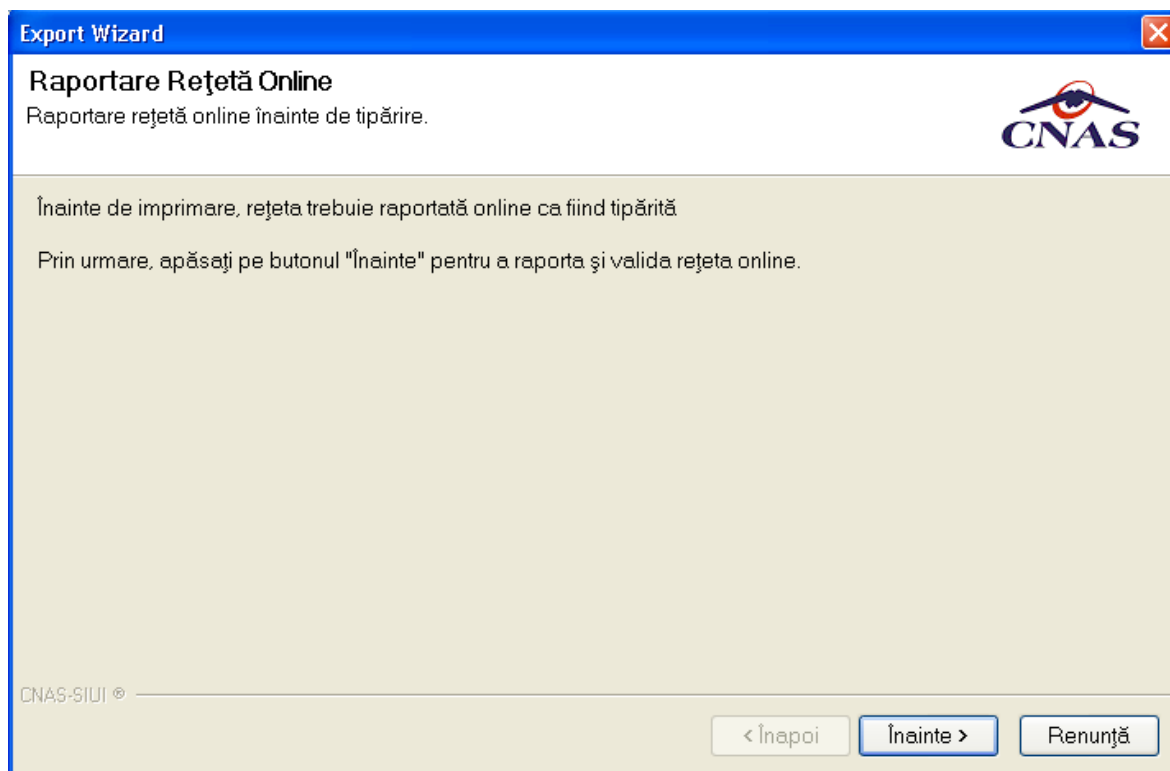 Export Wizard
Raportare Reţetă Online
Raportare reţetă online înainte de tipărire.
CNAS
Înainte de imprimare, reţeta trebuie raportată online ca fiind tipărită
Prin urmare, apăsaţi pe butonul "Înainte" pentru a raporta şi valida reţeta online.
CNAS-SIUI ®
< Înapoi
Înainte >
Renunţă